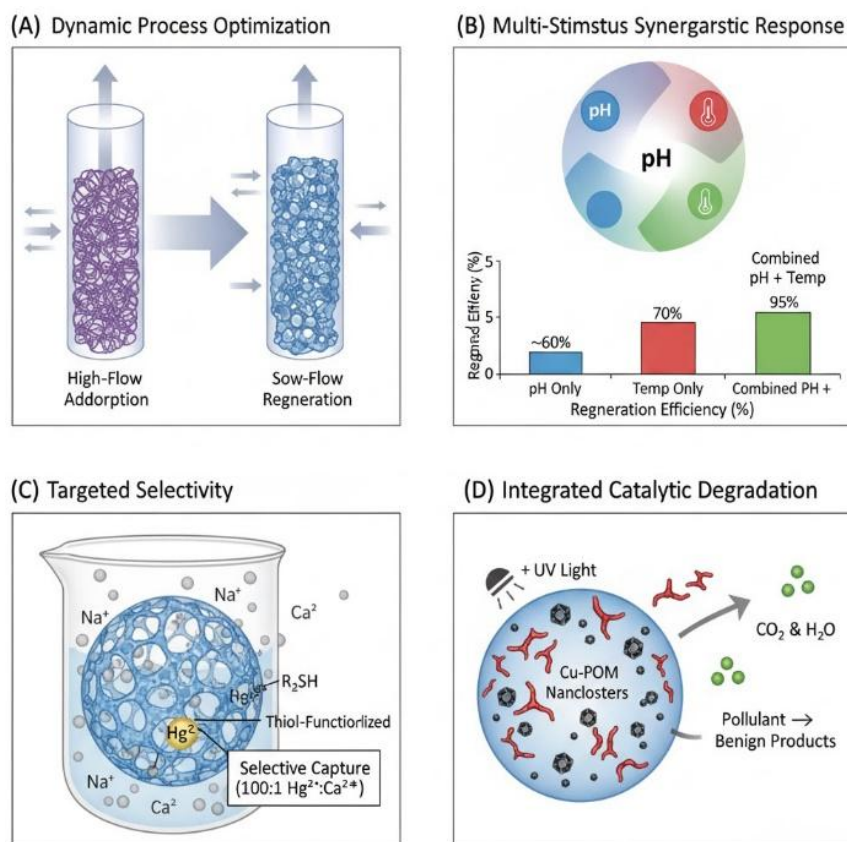 (A) Dynamic Process Optimization
High-Flow
Addorption
Sow-Flow
Regneration
(B) Multi-Stimstus Synergarstic Response
pH
pH
Combined
pH + Temp
5
5
0
~60%
70%
95%
pH Only
Temp Only
Combined PH +
Regneration Efficiency (%)
(C) Targeted Selectivity
Na⁺
Na⁺
Ca²
R₂SH
Thiol-Functiorlized
Hg²
Selective Capture
(100:1 Hg²⁺:Ca²⁺)
Na⁺
Ca²
(D) Integrated Catalytic Degradation
+ UV Light
Cu-POM
Nanclosters
CO₂ & H₂O
Pollutant →
Benign Products